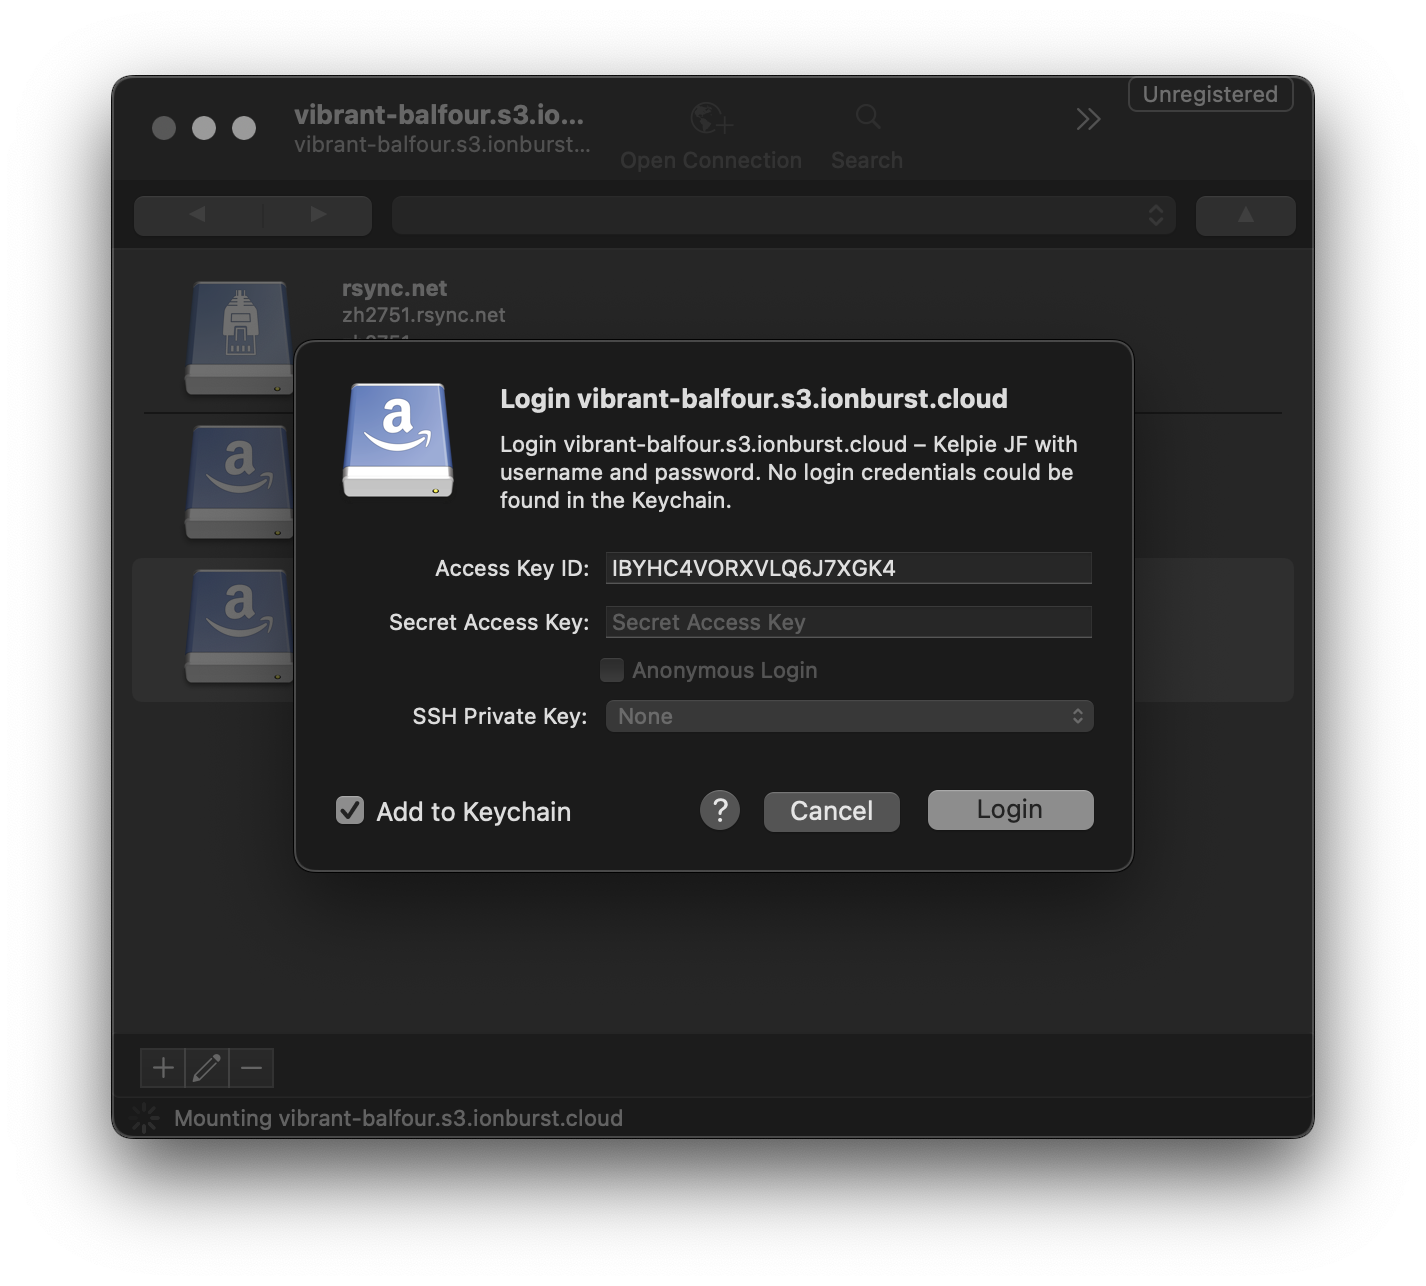 Unregistered
vibrant-balfour.s3.io...
vibrant-balfour.s3.ionburst...
Open Connection
Search
rsync.net
zh2751.rsync.net
Login vibrant-balfour.s3.ionburst.cloud
Login vibrant-balfour.s3.ionburst.cloud – Kelpie JF with
username and password. No login credentials could be
found in the Keychain.
Access Key ID: IBYHC4VORXVLQ6J7XGK4
Secret Access Key: Secret Access Key
Anonymous Login
SSH Private Key: None
Add to Keychain
?
Cancel
Login
Mounting vibrant-balfour.s3.ionburst.cloud